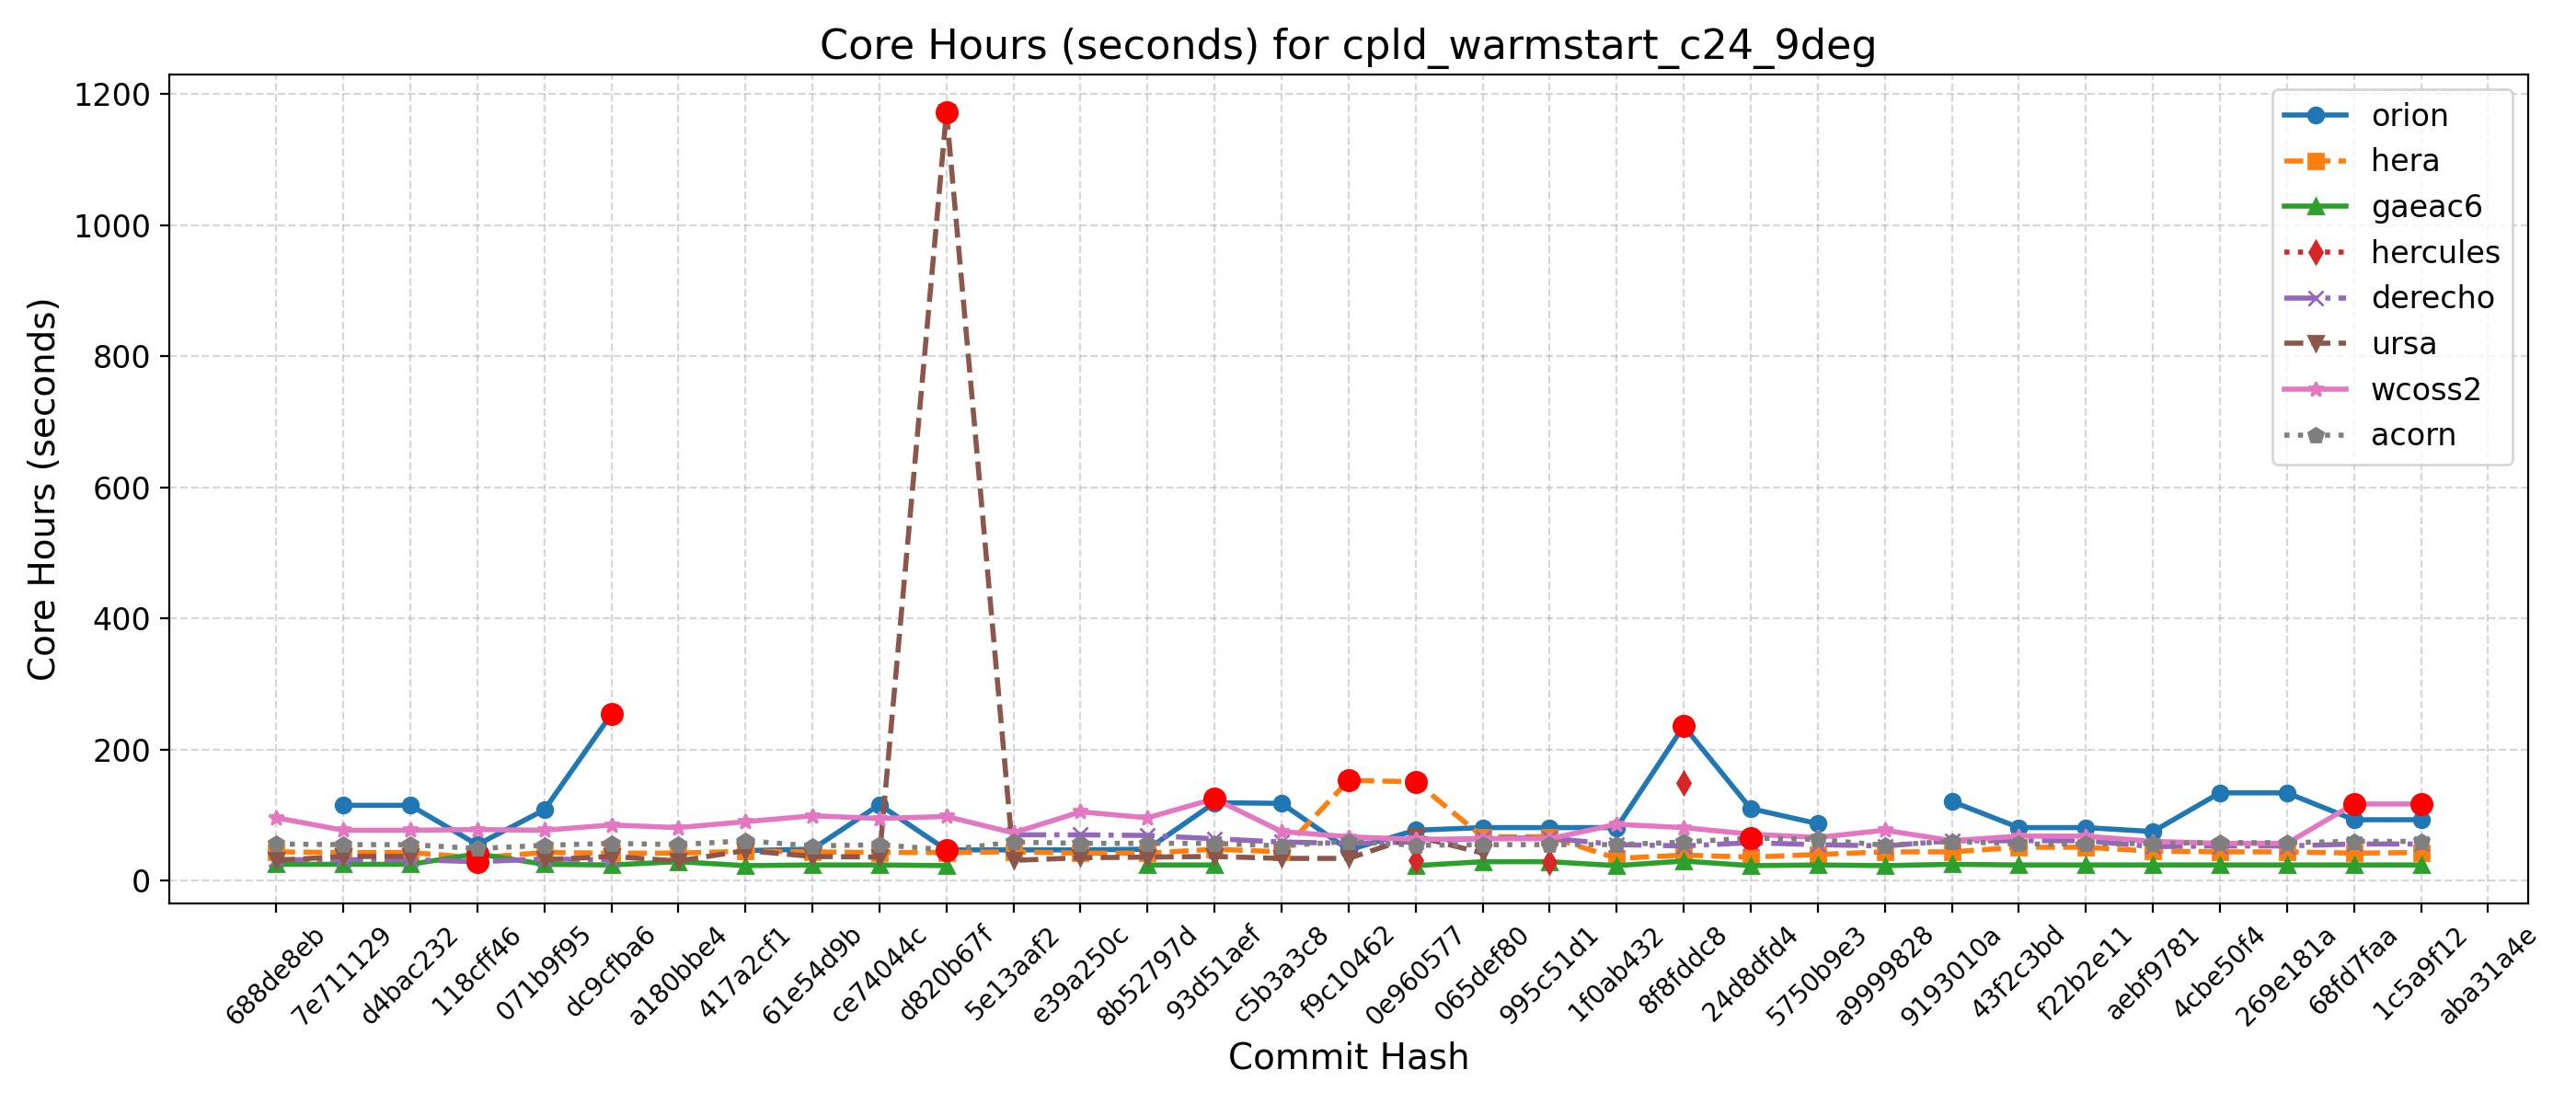 Core Hours (seconds) for cpld_warmstart_c24_9deg
Core Hours (seconds)
1200
1000
800
600
400
200
0
orion
hera
gaeac6
hercules
derecho
ursa
wcoss2
acorn
688de8eb
7e711129
d4bac232
118cff46
071b9f95
dc9cfba6
a180bbe4
417a2cf1
61e54d9b
ce74044c
d820b67f
5e13aaf2
e39a250c
8b52797d
93d51aef
c5b3a3c8
f9c10462
0e960577
065def80
995c51d1
1f0ab432
8f8fddc8
24d8dfd4
5750b9e3
a9999828
9193010a
43f2c3bd
f22b2e11
aebf9781
4cbe50f4
269e181a
68fd7faa
1c5a9f12
aba31a4e
Commit Hash